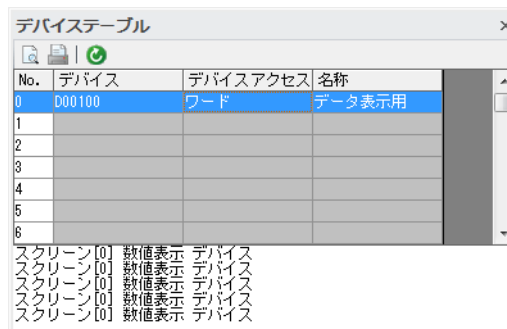 デバイステーブル
No. デバイス デバイスアクセス 名称
0 D00100 ワード データ表示用
1
2
3
4
5
6
スクリーン[0] 数値表示 デバイス
スクリーン[0] 数値表示 デバイス
スクリーン[0] 数値表示 デバイス
スクリーン[0] 数値表示 デバイス
スクリーン[0] 数値表示 デバイス